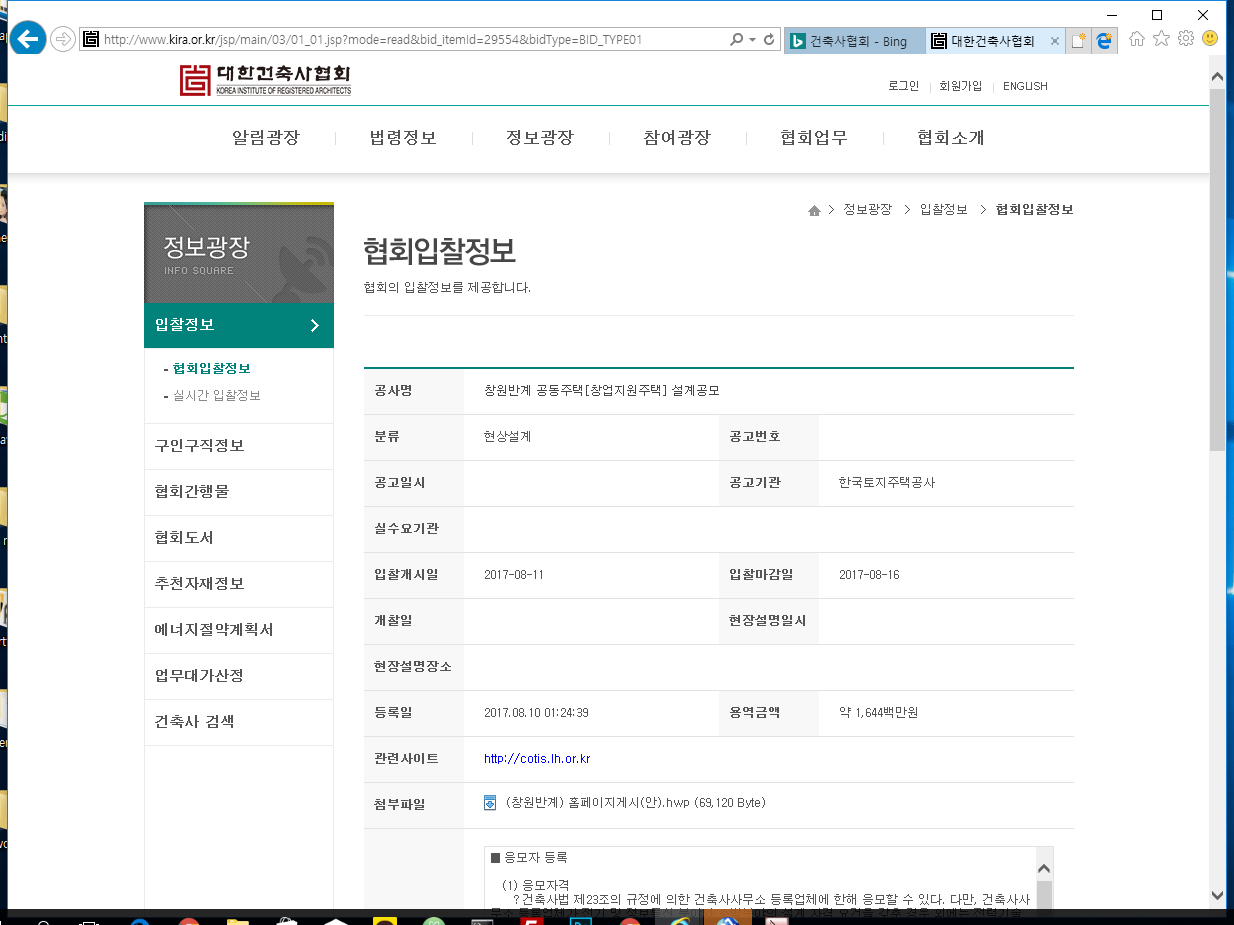 http://www.kira.or.kr/jsp/main/03/01_01.jsp?mode=read&bid_itemId=29554&bidType=BID_TYPE01
건축사협회 - Bing
대한건축사협회
대한건축사협회
KOREA INSTITUTE OF REGISTERED ARCHITECTS
로그인 회원가입 ENGLISH
알림광장 법령정보 정보광장 참여광장 협회업무 협회소개
정보광장 > 입찰정보 > 협회입찰정보
정보광장
INFO SQUARE
입찰정보
- 협회입찰정보
- 실시간 입찰정보
구인구직정보
협회간행물
협회도서
추천자재정보
에너지절약계획서
업무대가산정
건축사 검색
협회입찰정보
협회의 입찰정보를 제공합니다.
공사명 창원반계 공동주택[창업지원주택] 설계공모
분류 현상설계 공고번호
공고일시 공고기관 한국토지주택공사
실수요기관
입찰개시일 2017-08-11 입찰마감일 2017-08-16
개찰일 현장설명일시
현장설명장소
등록일 2017.08.10 01:24:39 용역금액 약 1,644백만원
관련사이트 http://cotis.lh.or.kr
첨부파일 (창원반계) 홈페이지게시(안).hwp (69,120 Byte)
■ 응모자 등록
(1) 응모자격
?건축사법 제23조의 규정에 의한 건축사사무소 등록업체에 한해 응모할 수 있다. 다만, 건축사사